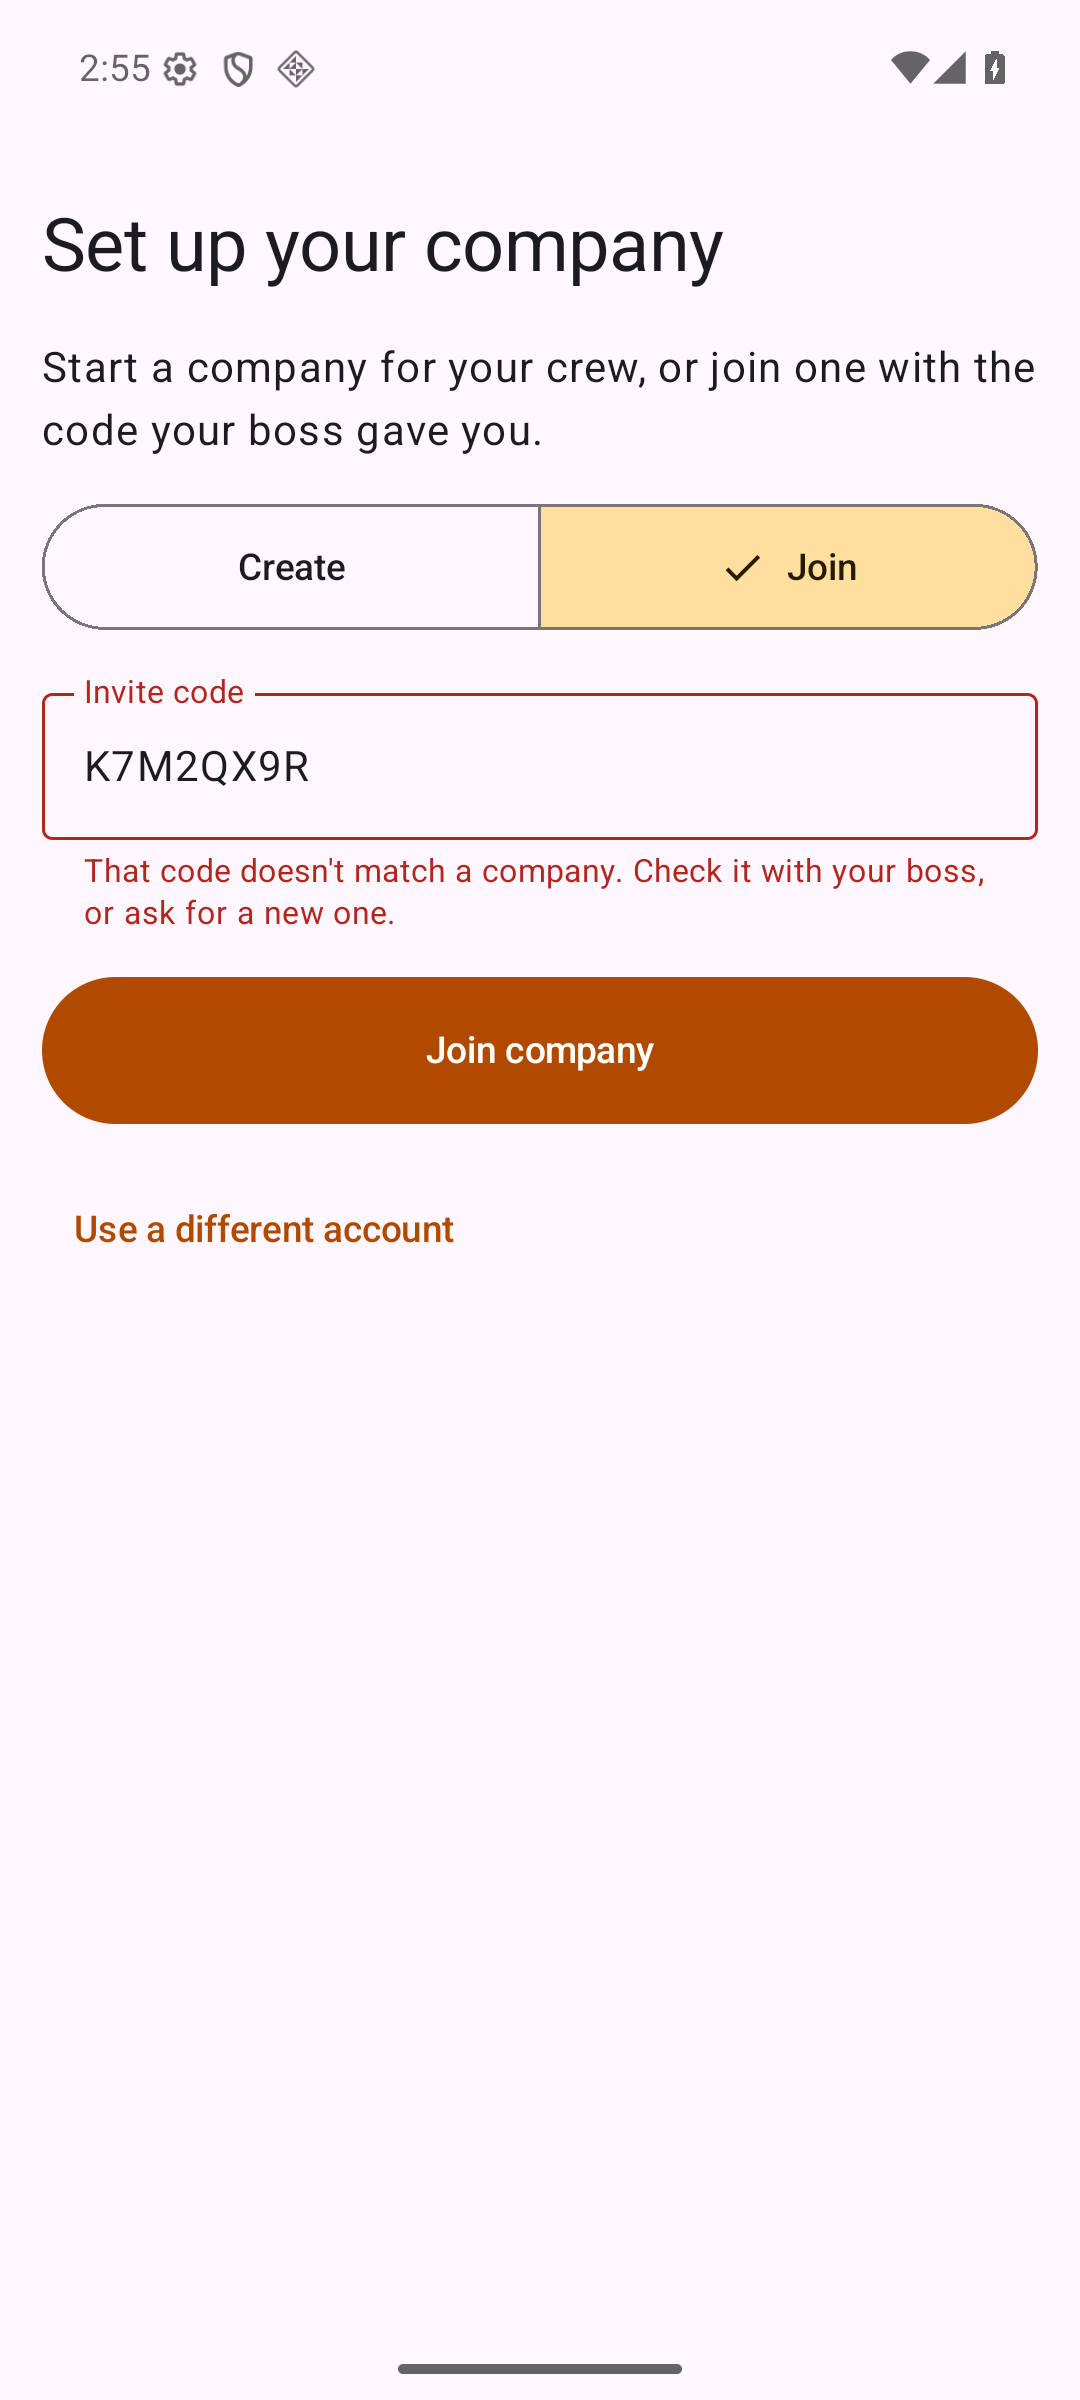 2:55
Set up your company
Start a company for your crew, or join one with the
code your boss gave you.
Create
Join
Invite code
K7M2QX9R
That code doesn't match a company. Check it with your boss,
or ask for a new one.
Join company
Use a different account